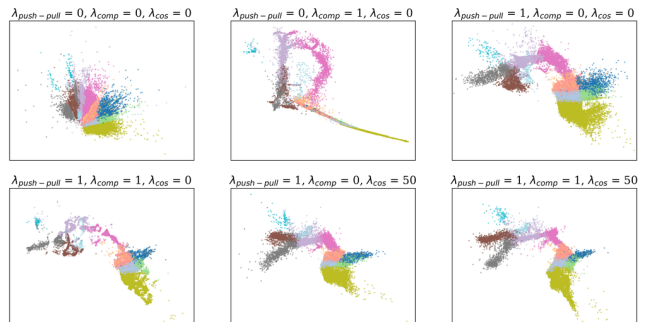 λpush−pull = 0, λcomp = 0, λcos = 0
λpush−pull = 0, λcomp = 1, λcos = 0
λpush−pull = 1, λcomp = 0, λcos = 0
λpush−pull = 1, λcomp = 1, λcos = 0
λpush−pull = 1, λcomp = 0, λcos = 50
λpush−pull = 1, λcomp = 1, λcos = 50